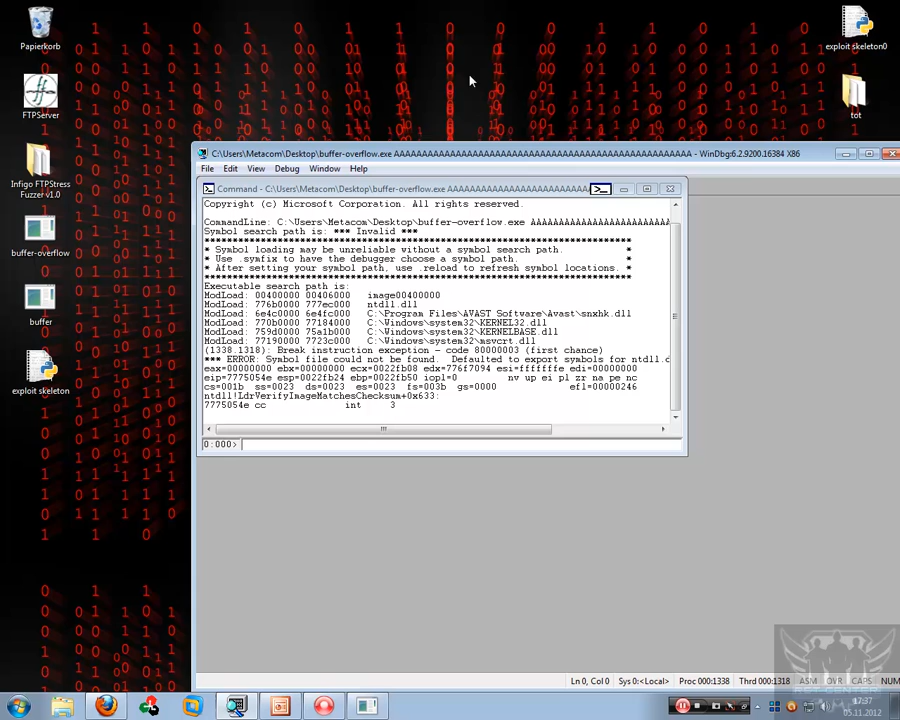 Papierkorb
FTPServer
Infigo FTPStress
Fuzzer v1.0
buffer-overflow
buffer
exploit skeleton
exploit skeleton0
tot
C:\Users\Metacom\Desktop\buffer-overflow.exe AAAAAAAAAAAAAAAAAAAAAAAAAAAAAAAAAAAAAAAAAAAAAAAAAAAA - WinDbg:6.2.9200.16384 X86
File Edit View Debug Window Help
Command - C:\Users\Metacom\Desktop\buffer-overflow.exe AAAAAAAAAAAAAAAAAAAAAAAAA
Copyright (c) Microsoft Corporation. All rights reserved.
CommandLine: C:\Users\Metacom\Desktop\buffer-overflow.exe AAAAAAAAAAAAAAAAAAAAAAAAA
Symbol search path is: *** Invalid ***
****************************************************************************
* Symbol loading may be unreliable without a symbol search path. *
* Use .symfix to have the debugger choose a symbol path. *
* After setting your symbol path, use .reload to refresh symbol locations. *
****************************************************************************
Executable search path is:
ModLoad: 00400000 00406000 image00400000
ModLoad: 776b0000 777ec000 ntdll.dll
ModLoad: 6e4c0000 6e4fc000 C:\Program Files\AVAST Software\Avast\snxhk.dll
ModLoad: 770b0000 77184000 C:\Windows\system32\KERNEL32.dll
ModLoad: 759d0000 75a1b000 C:\Windows\system32\KERNELBASE.dll
ModLoad: 77190000 7723c000 C:\Windows\system32\msvcrt.dll
(1338.1318): Break instruction exception - code 80000003 (first chance)
*** ERROR: Symbol file could not be found. Defaulted to export symbols for ntdll.d
eax=00000000 ebx=00000000 ecx=0022fb08 edx=776f7094 esi=fffffffe edi=00000000
eip=7775054e esp=0022fb24 ebp=0022fb50 iopl=0 nv up ei pl zr na pe nc
cs=001b ss=0023 ds=0023 es=0023 fs=003b gs=0000 efl=00000246
ntdll!LdrVerifyImageMatchesChecksum+0x633:
7775054e cc int 3
0:000>
Ln 0, Col 0 Sys 0:<Local> Proc 000:1338 Thrd 000:1318 ASM OVR CAPS NUM
17:37
05.11.2012